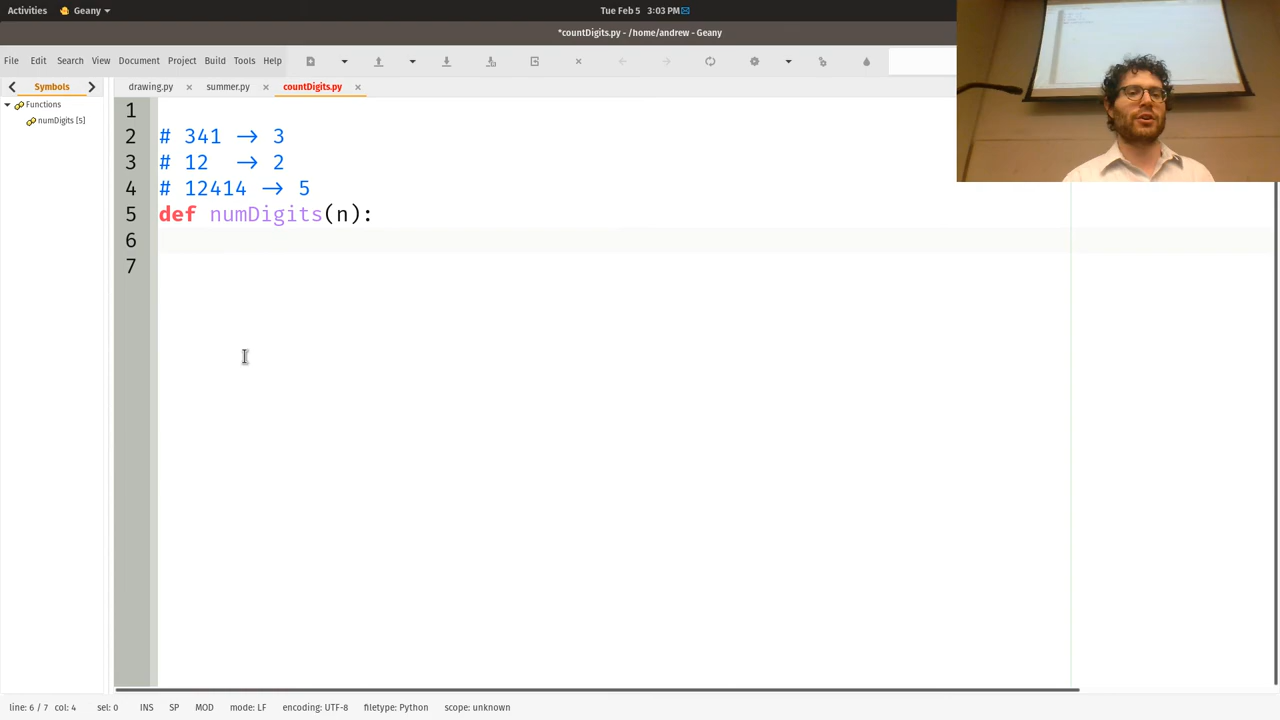 Activities
Geany
Tue Feb 5 3:03 PM
*countDigits.py - /home/andrew - Geany
File Edit Search View Document Project Build Tools Help
Symbols
drawing.py
summer.py
countDigits.py
Functions
numDigits [5]
1
2 # 341 -> 3
3 # 12 -> 2
4 # 12414 -> 5
5 def numDigits(n):
6
7
line: 6 / 7 col: 4 sel: 0 INS SP MOD mode: LF encoding: UTF-8 filetype: Python scope: unknown